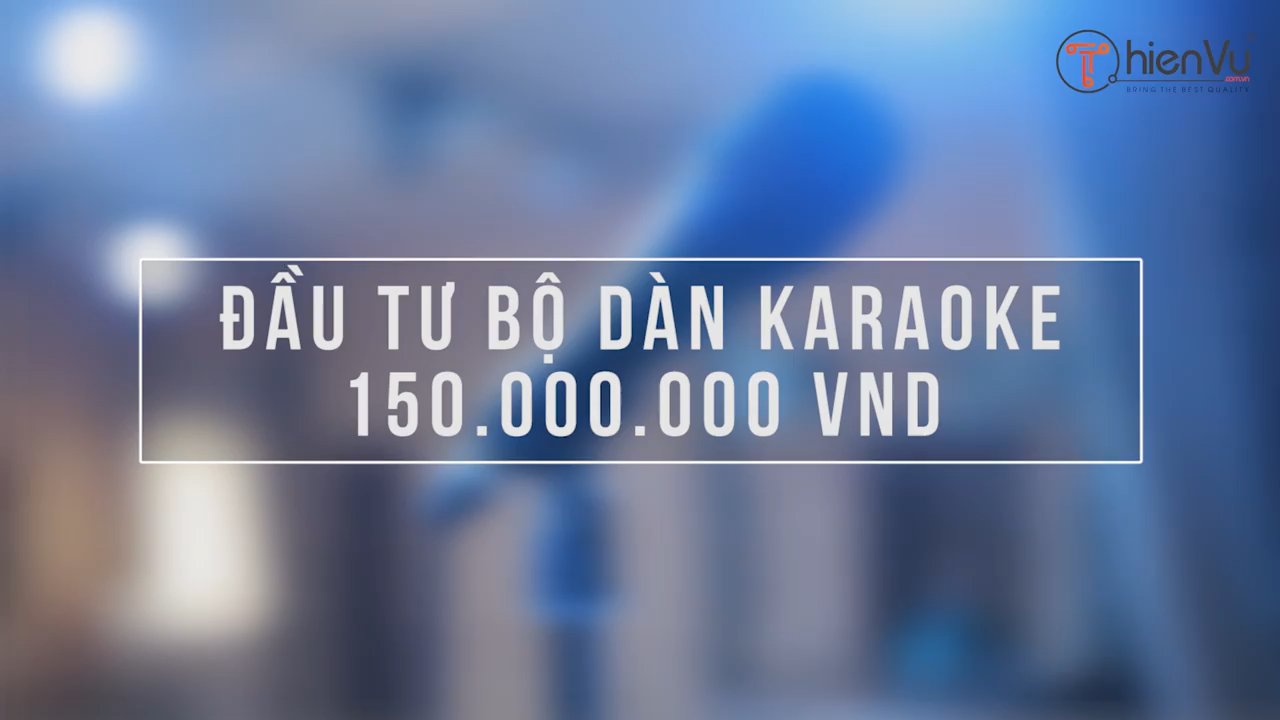 ThienVu
.com.vn
BRING THE BEST QUALITY
ĐẦU TƯ BỘ DÀN KARAOKE
150.000.000 VND